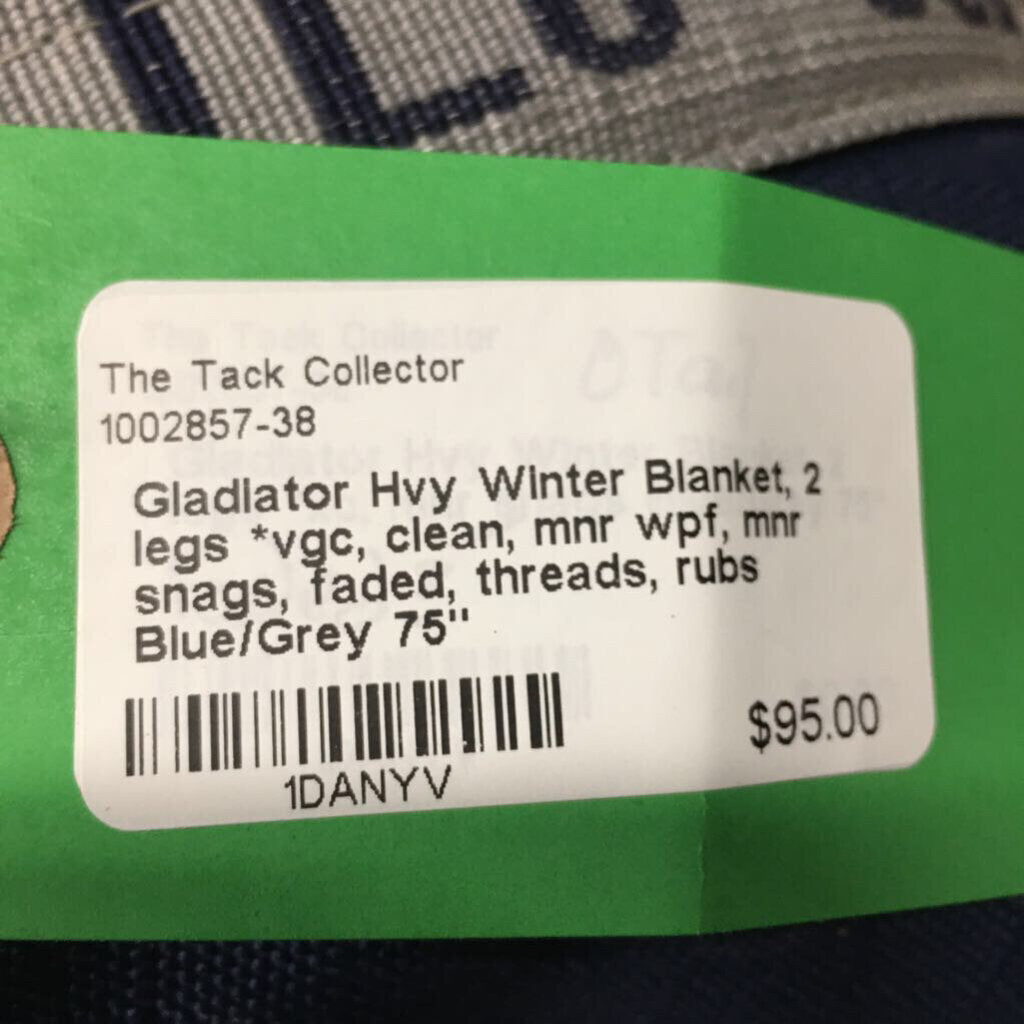 The Tack Collector
1002857-38
Gladiator Hvy Winter Blanket, 2
legs *vgc, clean, mnr wpf, mnr
snags, faded, threads, rubs
Blue/Grey 75"
1DANYV
$95.00